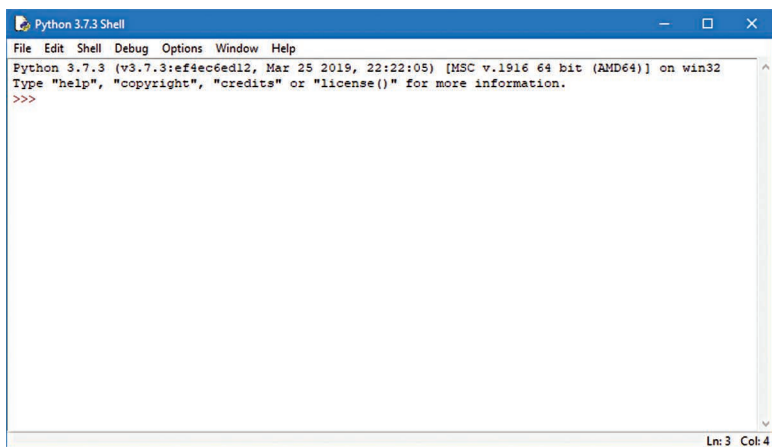 Python 3.7.3 Shell
File Edit Shell Debug Options Window Help
Python 3.7.3 (v3.7.3:ef4ec6ed12, Mar 25 2019, 22:22:05) [MSC v.1916 64 bit (AMD64)] on win32
Type "help", "copyright", "credits" or "license()" for more information.
>>>
Ln: 3 Col: 4